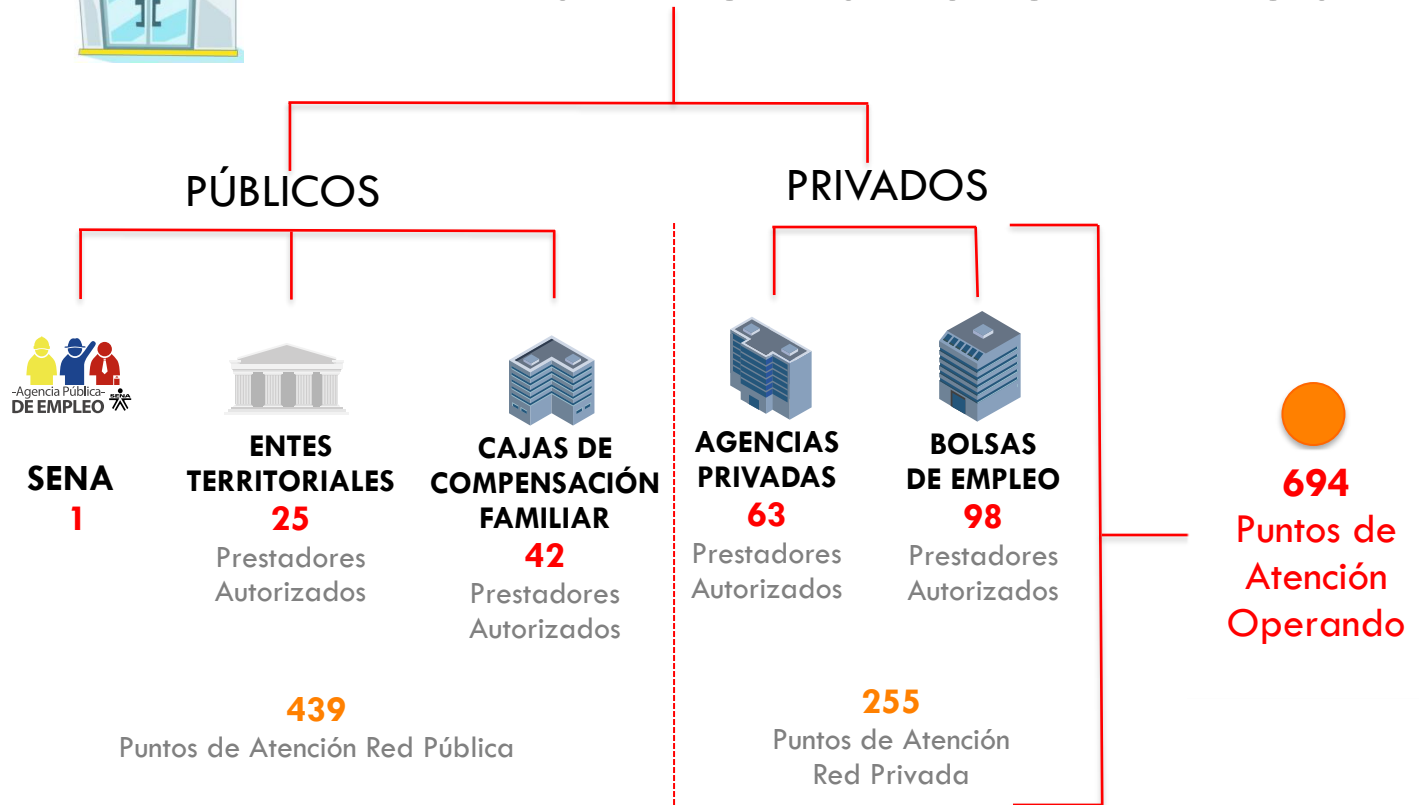 PÚBLICOS
PRIVADOS
-Agencia Pública-
DE EMPLEO
SENA
SENA
1
ENTES
TERRITORIALES
25
Prestadores
Autorizados
CAJAS DE
COMPENSACIÓN
FAMILIAR
42
Prestadores
Autorizados
AGENCIAS
PRIVADAS
63
Prestadores
Autorizados
BOLSAS
DE EMPLEO
98
Prestadores
Autorizados
694
Puntos de
Atención
Operando
439
Puntos de Atención Red Pública
255
Puntos de Atención
Red Privada